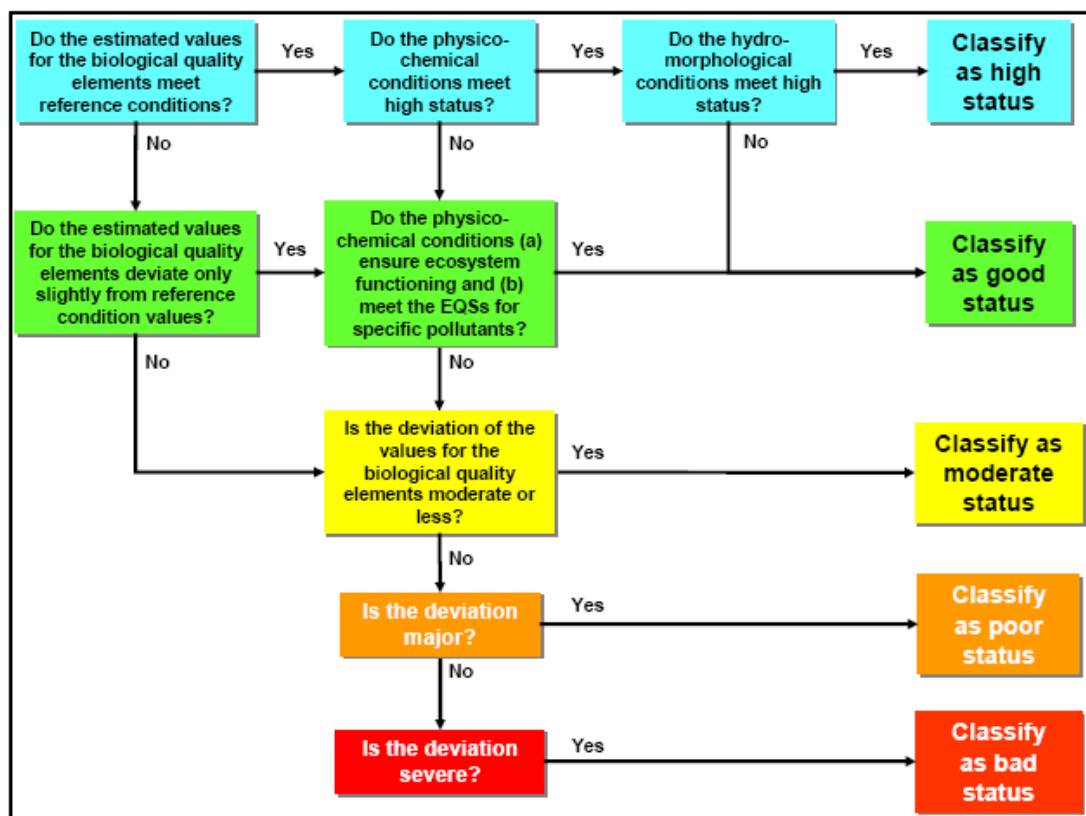 Do the estimated values
for the biological quality
elements meet
reference conditions?
Yes
Do the physico-
chemical
conditions meet
high status?
Yes
Do the hydro-
morphological
conditions meet high
status?
Yes
Classify
as high
status
No
No
No
Do the estimated values
for the biological quality
elements deviate only
slightly from reference
condition values?
Yes
Do the physico-
chemical conditions (a)
ensure ecosystem
functioning and (b)
meet the EQSs for
specific pollutants?
Yes
Classify
as good
status
No
No
Is the deviation of the
values for the
biological quality
elements moderate or
less?
Yes
Classify as
moderate
status
No
Is the deviation
major?
Yes
Classify
as poor
status
No
Is the deviation
severe?
Yes
Classify
as bad
status